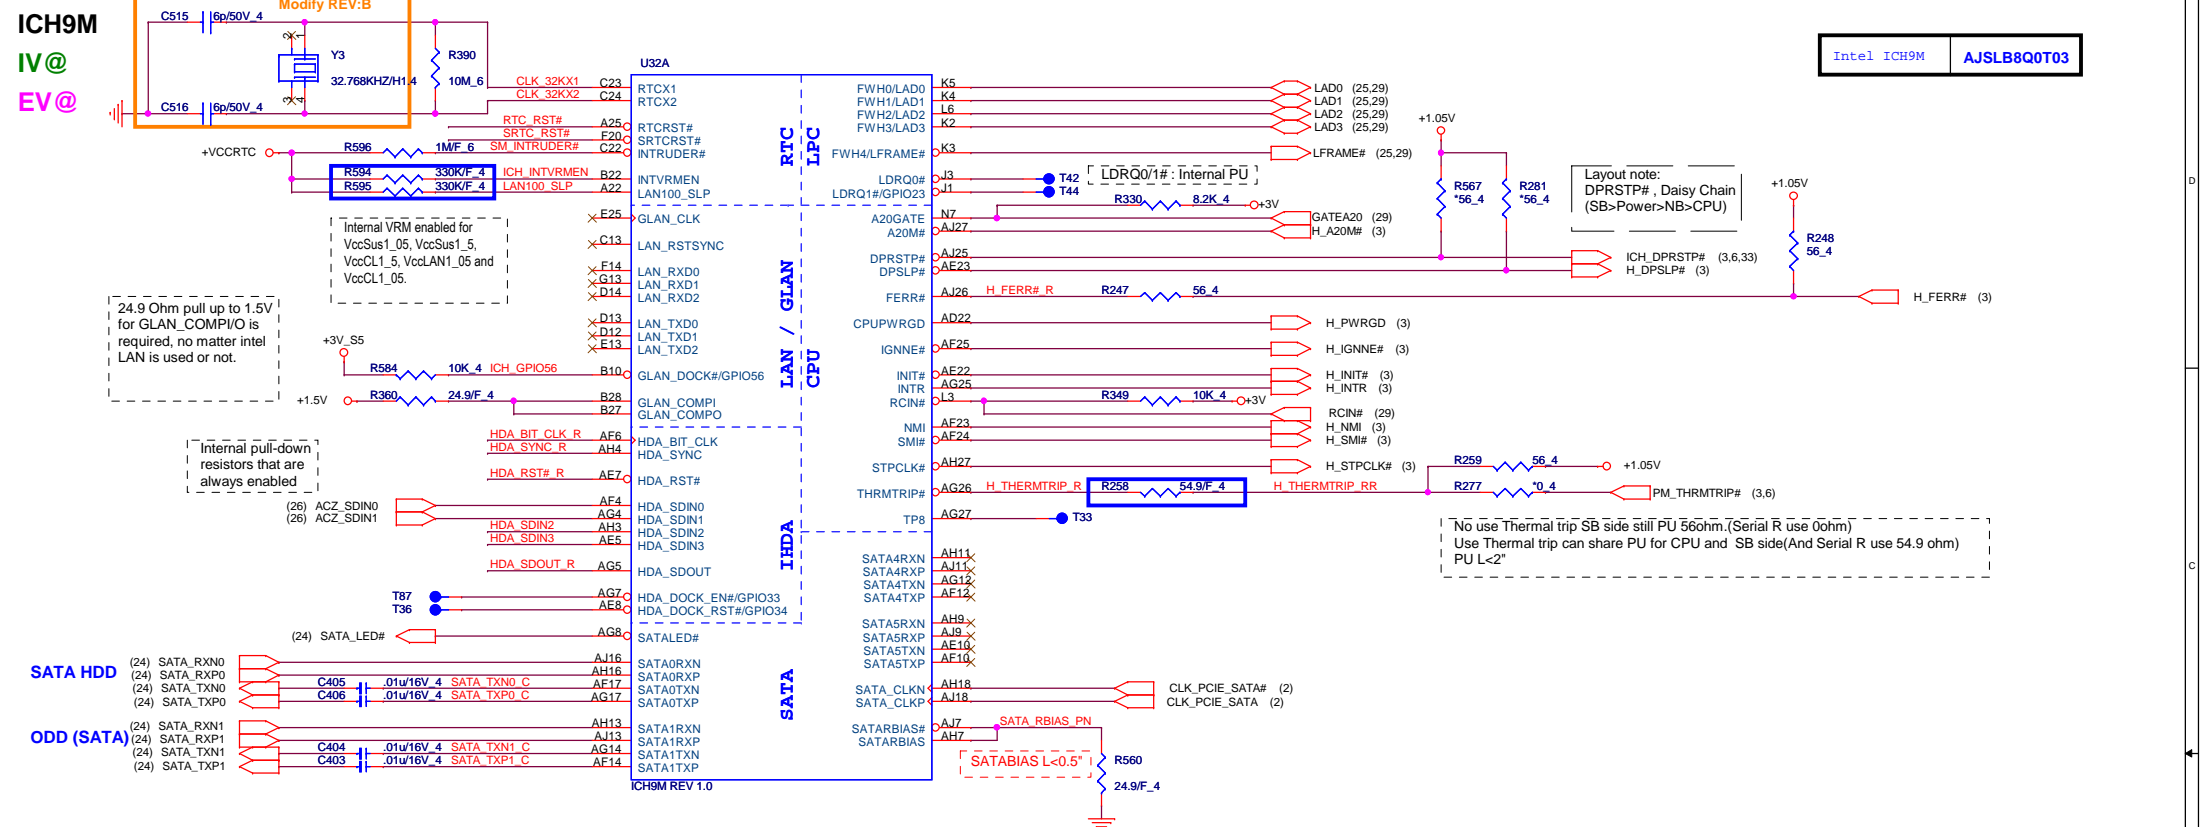 ICH9M
IV@
EV@
Modify REV:B
C515 6p/50V_4
2 1
Y3
32.768KHZ/H1.4
3 4
C516 6p/50V_4
R390
10M_6
Intel ICH9M AJSLB8Q0T03
U32A
CLK_32KX1 C23 RTCX1
CLK_32KX2 C24 RTCX2
RTC_RST# A25 RTCRST#
SRTC_RST# F20 SRTCRST#
+VCCRTC R596 1M/F_6 SM_INTRUDER# C22 INTRUDER#
R594 330K/F_4 ICH_INTVRMEN B22 INTVRMEN
R595 330K/F_4 LAN100_SLP A22 LAN100_SLP
Internal VRM enabled for
VccSus1_05, VccSus1_5,
VccCL1_5, VccLAN1_05 and
VccCL1_05.
E25 GLAN_CLK
C13 LAN_RSTSYNC
F14 LAN_RXD0
G13 LAN_RXD1
D14 LAN_RXD2
D13 LAN_TXD0
D12 LAN_TXD1
E13 LAN_TXD2
24.9 Ohm pull up to 1.5V
for GLAN_COMPI/O is
required, no matter intel
LAN is used or not.
+3V_S5
R584 10K_4 ICH_GPIO56 B10 GLAN_DOCK#/GPIO56
+1.5V R360 24.9/F_4 B28 GLAN_COMPI
B27 GLAN_COMPO
Internal pull-down
resistors that are
always enabled
HDA_BIT_CLK_R AF6 HDA_BIT_CLK
HDA_SYNC_R AH4 HDA_SYNC
HDA_RST#_R AE7 HDA_RST#
(26) ACZ_SDIN0 AF4 HDA_SDIN0
(26) ACZ_SDIN1 AG4 HDA_SDIN1
HDA_SDIN2 AH3 HDA_SDIN2
HDA_SDIN3 AE5 HDA_SDIN3
HDA_SDOUT_R AG5 HDA_SDOUT
T87 AG7 HDA_DOCK_EN#/GPIO33
T36 AE8 HDA_DOCK_RST#/GPIO34
(24) SATA_LED# AG8 SATALED#
SATA HDD
(24) SATA_RXN0 AJ16 SATA0RXN
(24) SATA_RXP0 AH16 SATA0RXP
(24) SATA_TXN0 C405 .01u/16V_4 SATA_TXN0_C AF17 SATA0TXN
(24) SATA_TXP0 C406 .01u/16V_4 SATA_TXP0_C AG17 SATA0TXP
ODD (SATA)
(24) SATA_RXN1 AH13 SATA1RXN
(24) SATA_RXP1 AJ13 SATA1RXP
(24) SATA_TXN1 C404 .01u/16V_4 SATA_TXN1_C AG14 SATA1TXN
(24) SATA_TXP1 C403 .01u/16V_4 SATA_TXP1_C AF14 SATA1TXP
ICH9M REV 1.0
RTC
LPC
LAN / GLAN
CPU
IHDA
SATA
FWH0/LAD0 K5 LAD0 (25,29)
FWH1/LAD1 K4 LAD1 (25,29)
FWH2/LAD2 L6 LAD2 (25,29)
FWH3/LAD3 K2 LAD3 (25,29)
FWH4/LFRAME# K3 LFRAME# (25,29)
LDRQ0# J3 T42
LDRQ1#/GPIO23 J1 T44
LDRQ0/1# : Internal PU
R330 8.2K_4 +3V
A20GATE N7 GATEA20 (29)
A20M# AJ27 H_A20M# (3)
+1.05V
R567
*56_4
R281
*56_4
Layout note:
DPRSTP# , Daisy Chain
(SB>Power>NB>CPU)
+1.05V
R248
56_4
DPRSTP# AJ25 ICH_DPRSTP# (3,6,33)
DPSLP# AE23 H_DPSLP# (3)
FERR# AJ26 H_FERR#_R R247 56_4 H_FERR# (3)
CPUPWRGD AD22 H_PWRGD (3)
IGNNE# AF25 H_IGNNE# (3)
INIT# AE22 H_INIT# (3)
INTR AG25 H_INTR (3)
RCIN# L3 R349 10K_4 +3V
RCIN# (29)
NMI AF23 H_NMI (3)
SMI# AF24 H_SMI# (3)
STPCLK# AH27 H_STPCLK# (3)
R259 56_4 +1.05V
THRMTRIP# AG26 H_THERMTRIP_R R258 54.9/F_4 H_THERMTRIP_RR R277 *0_4 PM_THRMTRIP# (3,6)
TP8 AG27 T33
No use Thermal trip SB side still PU 56ohm.(Serial R use 0ohm)
Use Thermal trip can share PU for CPU and SB side(And Serial R use 54.9 ohm)
PU L<2"
SATA4RXN AH11
SATA4RXP AJ11
SATA4TXN AG12
SATA4TXP AF12
SATA5RXN AH9
SATA5RXP AJ9
SATA5TXN AE10
SATA5TXP AF10
SATA_CLKN AH18 CLK_PCIE_SATA# (2)
SATA_CLKP AJ18 CLK_PCIE_SATA (2)
SATARBIAS# AJ7 SATA_RBIAS_PN
SATARBIAS AH7
SATABIAS L<0.5"
R560
24.9/F_4
D
C